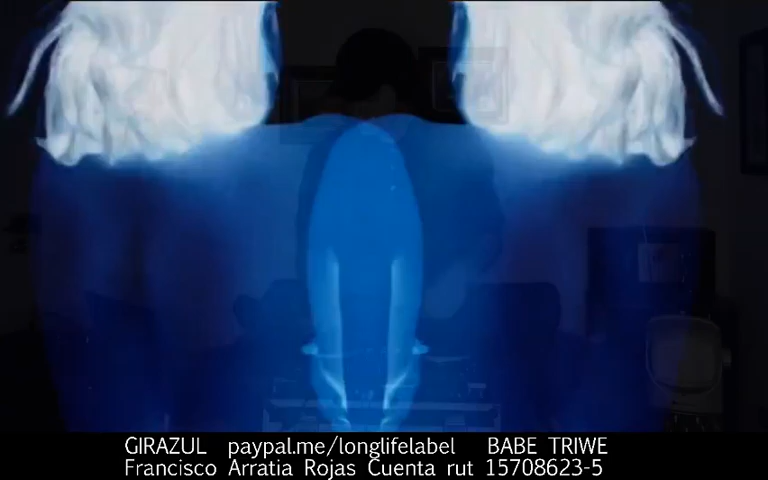 GIRAZUL paypal.me/longlifelabel BABE TRIWE
Francisco Arratia Rojas Cuenta rut 15708623-5